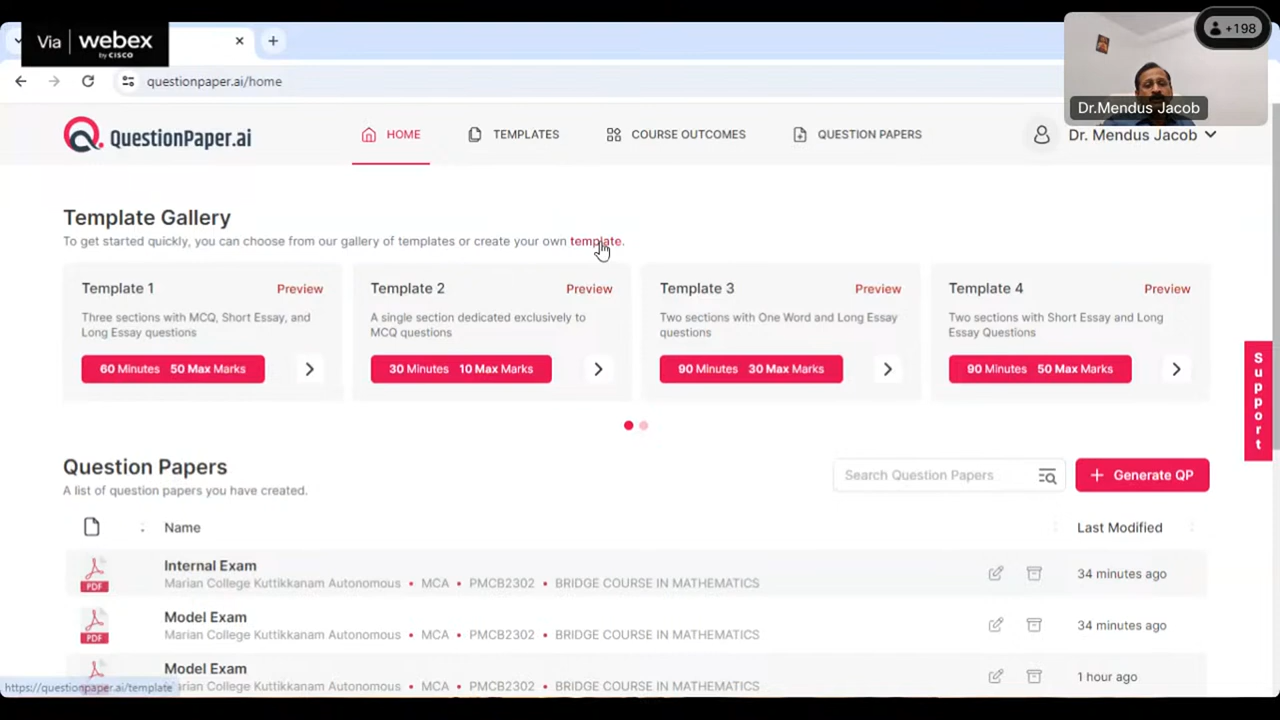 Via | webex
by CISCO
+198
questionpaper.ai/home
Dr.Mendus Jacob
QuestionPaper.ai
HOME
TEMPLATES
COURSE OUTCOMES
QUESTION PAPERS
Dr. Mendus Jacob
Template Gallery
To get started quickly, you can choose from our gallery of templates or create your own template.
Template 1
Preview
Three sections with MCQ, Short Essay, and
Long Essay questions
60 Minutes 50 Max Marks
Template 2
Preview
A single section dedicated exclusively to
MCQ questions
30 Minutes 10 Max Marks
Template 3
Preview
Two sections with One Word and Long Essay
questions
90 Minutes 30 Max Marks
Template 4
Preview
Two sections with Short Essay and Long
Essay Questions
90 Minutes 50 Max Marks
Support
Question Papers
A list of question papers you have created.
Search Question Papers
+ Generate QP
Name
Last Modified
PDF
Internal Exam
Marian College Kuttikkanam Autonomous • MCA • PMCB2302 • BRIDGE COURSE IN MATHEMATICS
34 minutes ago
PDF
Model Exam
Marian College Kuttikkanam Autonomous • MCA • PMCB2302 • BRIDGE COURSE IN MATHEMATICS
34 minutes ago
Model Exam
Marian College Kuttikkanam Autonomous • MCA • PMCB2302 • BRIDGE COURSE IN MATHEMATICS
1 hour ago
https://questionpaper.ai/template